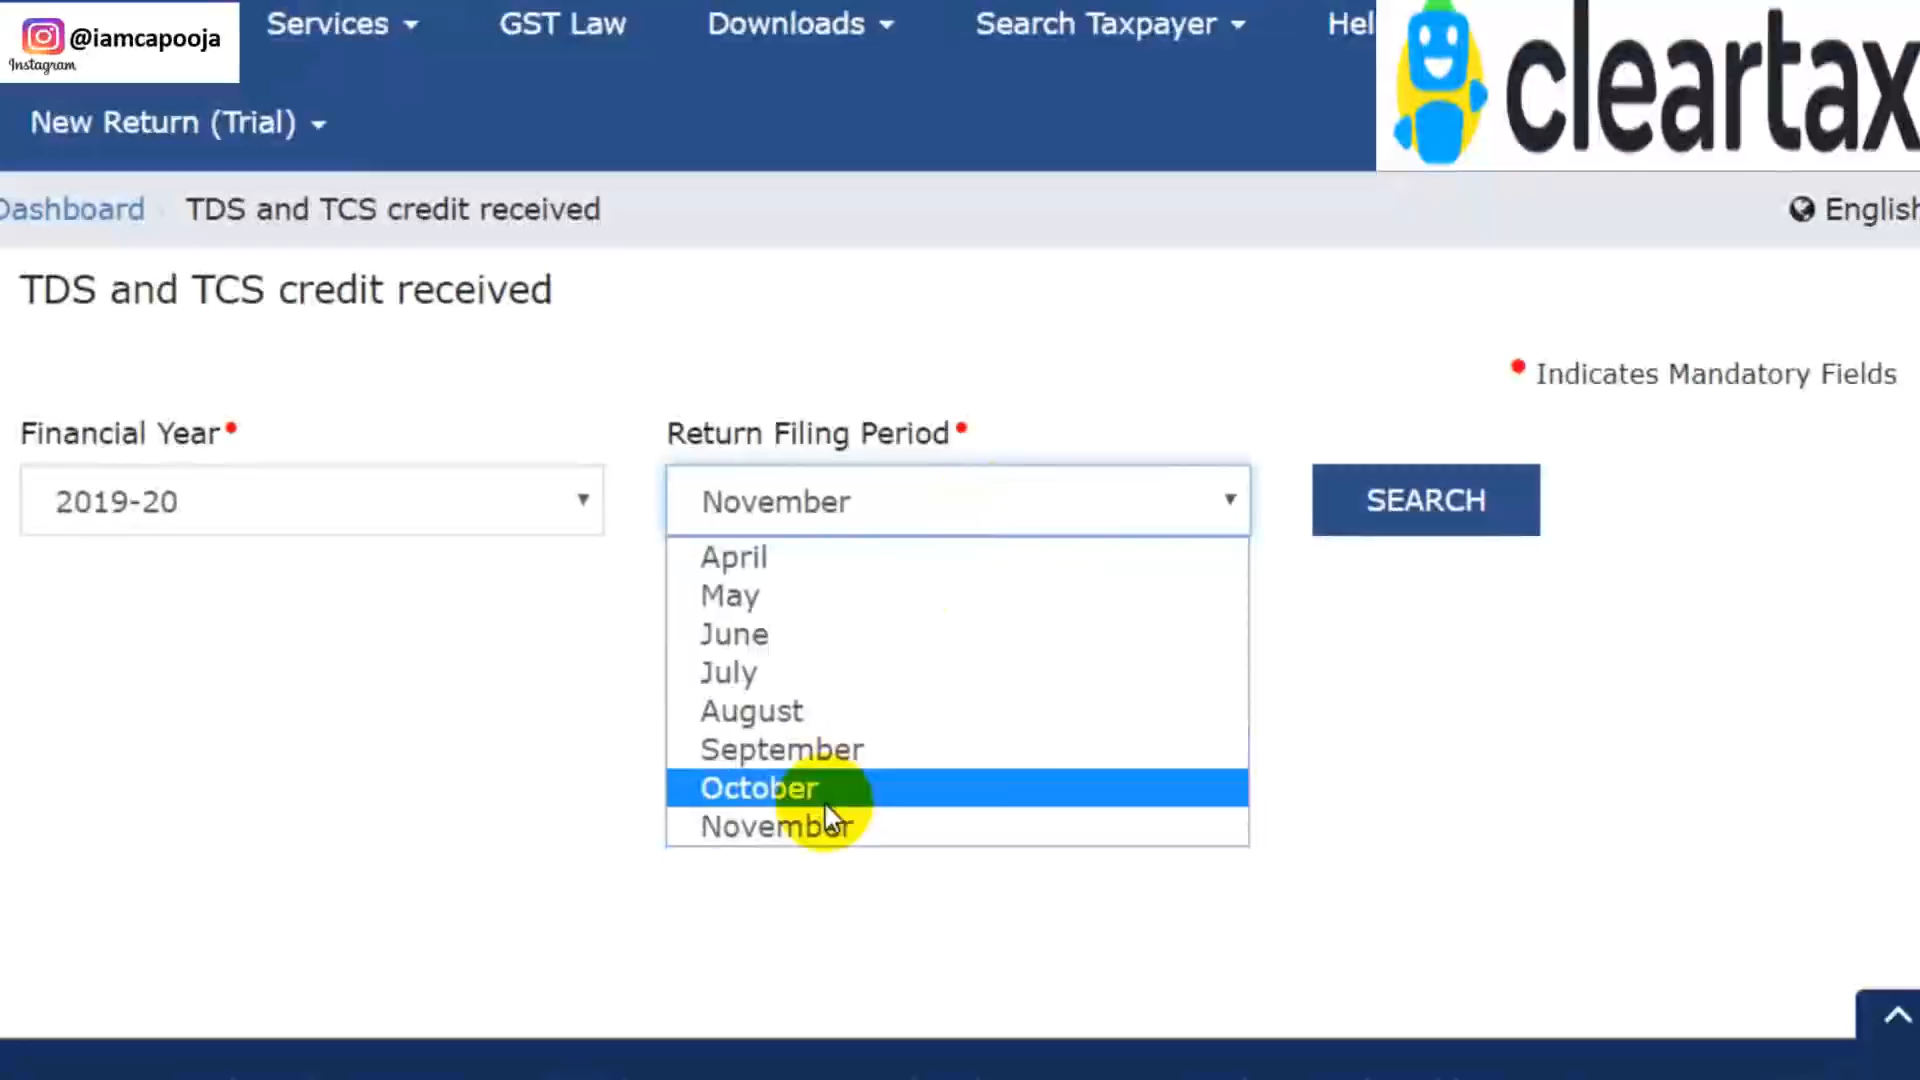 @iamcapooja
Instagram
Services
GST Law
Downloads
Search Taxpayer
Hel
cleartax
New Return (Trial)
Dashboard
TDS and TCS credit received
English
TDS and TCS credit received
Indicates Mandatory Fields
Financial Year
Return Filing Period
2019-20
November
SEARCH
April
May
June
July
August
September
October
November